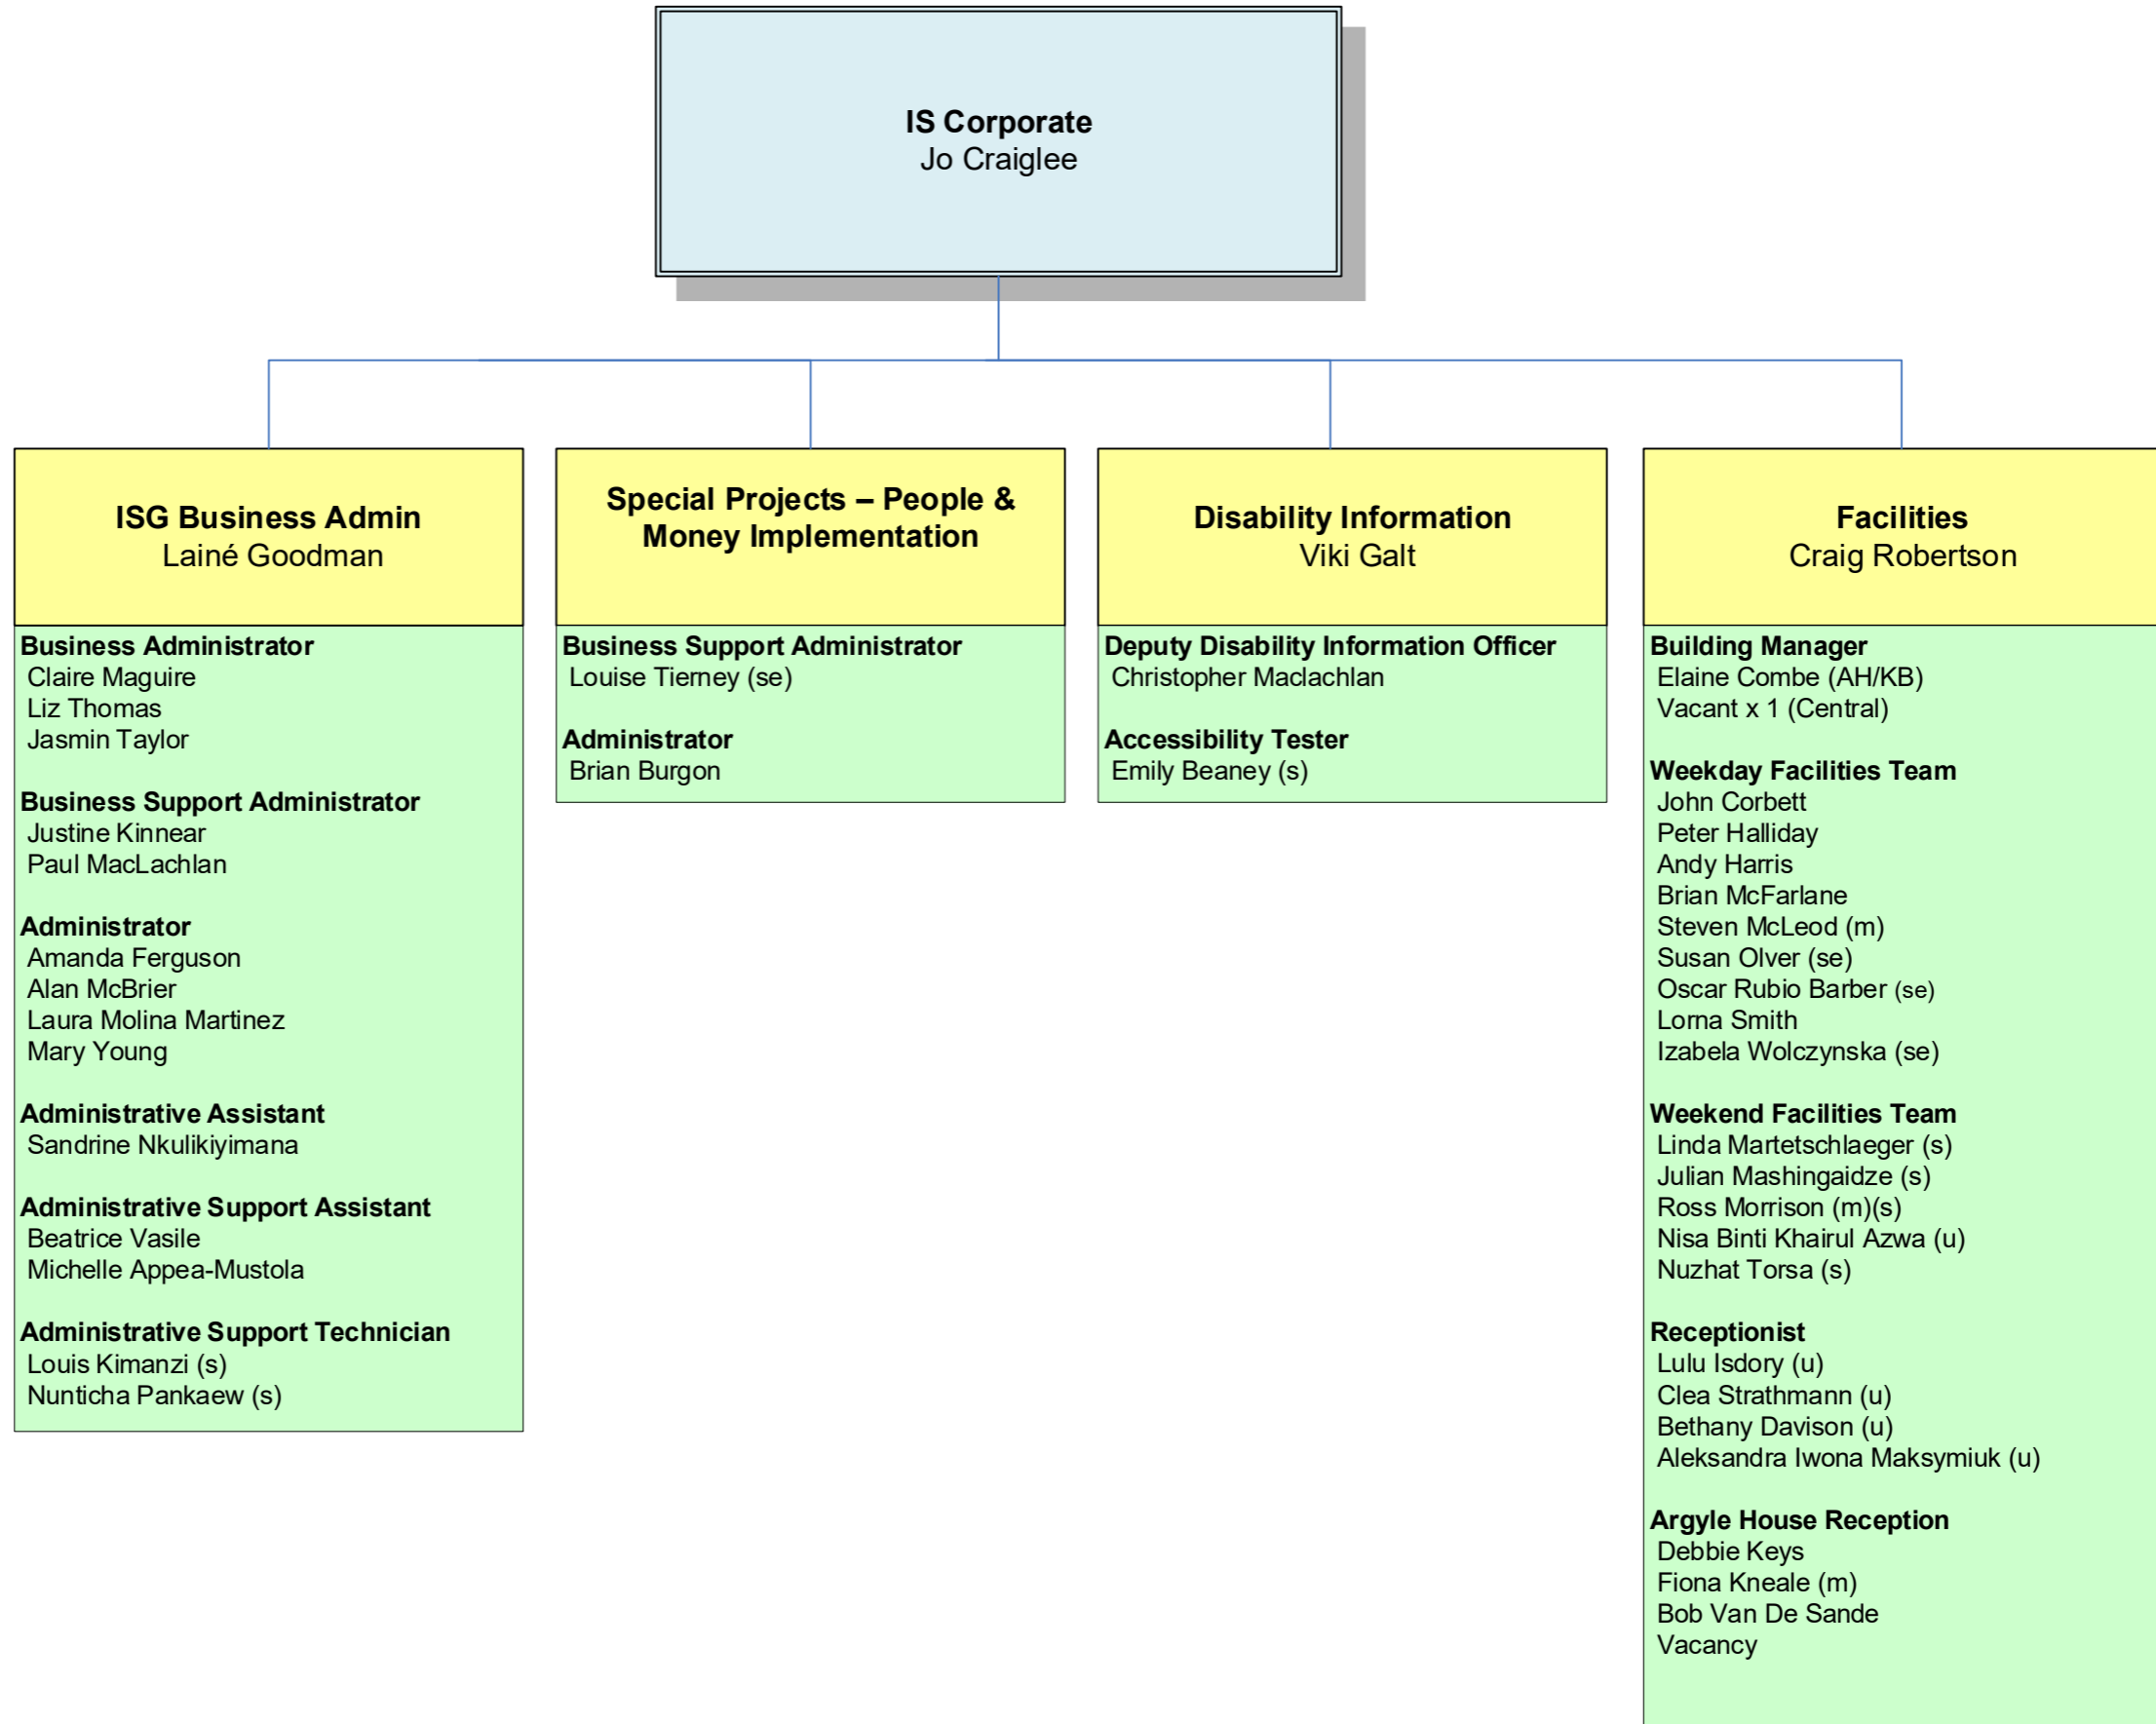 IS Corporate
Jo Craiglee
ISG Business Admin
Lainé Goodman
Business Administrator
Claire Maguire
Liz Thomas
Jasmin Taylor
Business Support Administrator
Justine Kinnear
Paul MacLachlan
Administrator
Amanda Ferguson
Alan McBrier
Laura Molina Martinez
Mary Young
Administrative Assistant
Sandrine Nkulikiyimana
Administrative Support Assistant
Beatrice Vasile
Michelle Appea-Mustola
Administrative Support Technician
Louis Kimanzi (s)
Nunticha Pankaew (s)
Special Projects – People &
Money Implementation
Business Support Administrator
Louise Tierney (se)
Administrator
Brian Burgon
Disability Information
Viki Galt
Deputy Disability Information Officer
Christopher Maclachlan
Accessibility Tester
Emily Beaney (s)
Facilities
Craig Robertson
Building Manager
Elaine Combe (AH/KB)
Vacant x 1 (Central)
Weekday Facilities Team
John Corbett
Peter Halliday
Andy Harris
Brian McFarlane
Steven McLeod (m)
Susan Olver (se)
Oscar Rubio Barber (se)
Lorna Smith
Izabela Wolczynska (se)
Weekend Facilities Team
Linda Martetschlaeger (s)
Julian Mashingaidze (s)
Ross Morrison (m)(s)
Nisa Binti Khairul Azwa (u)
Nuzhat Torsa (s)
Receptionist
Lulu Isdory (u)
Clea Strathmann (u)
Bethany Davison (u)
Aleksandra Iwona Maksymiuk (u)
Argyle House Reception
Debbie Keys
Fiona Kneale (m)
Bob Van De Sande
Vacancy